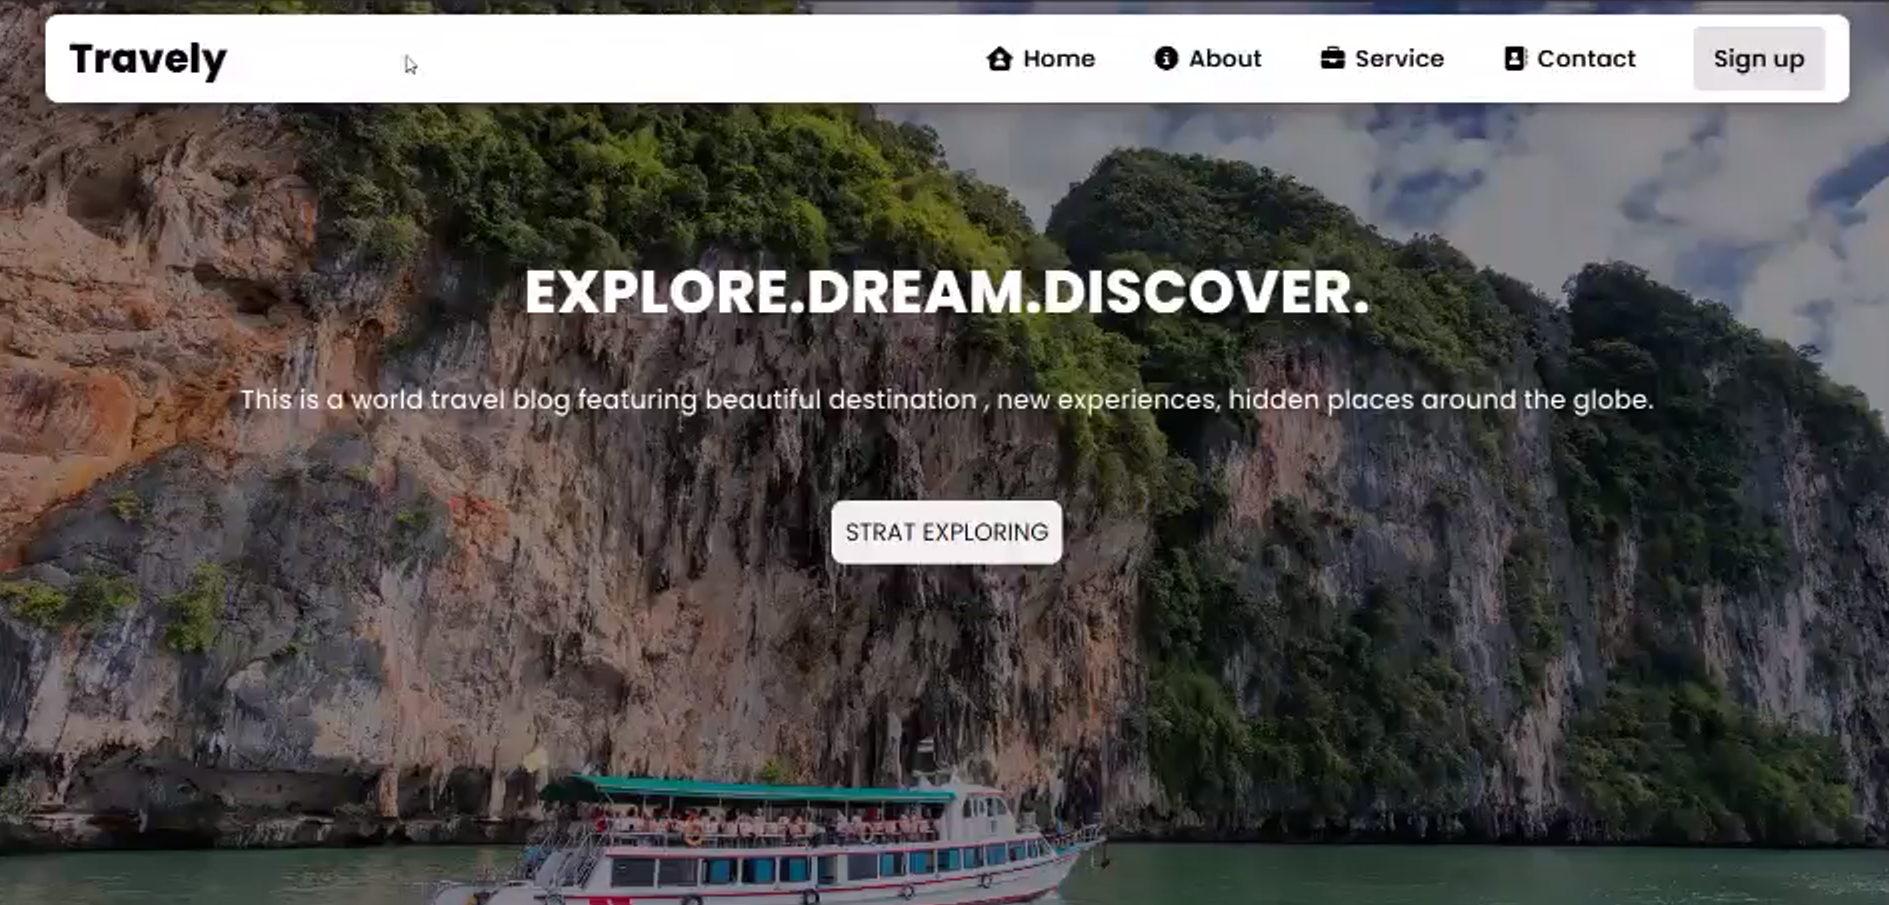 Travely
Home
About
Service
Contact
Sign up
EXPLORE.DREAM.DISCOVER.
This is a world travel blog featuring beautiful destination , new experiences, hidden places around the globe.
STRAT EXPLORING